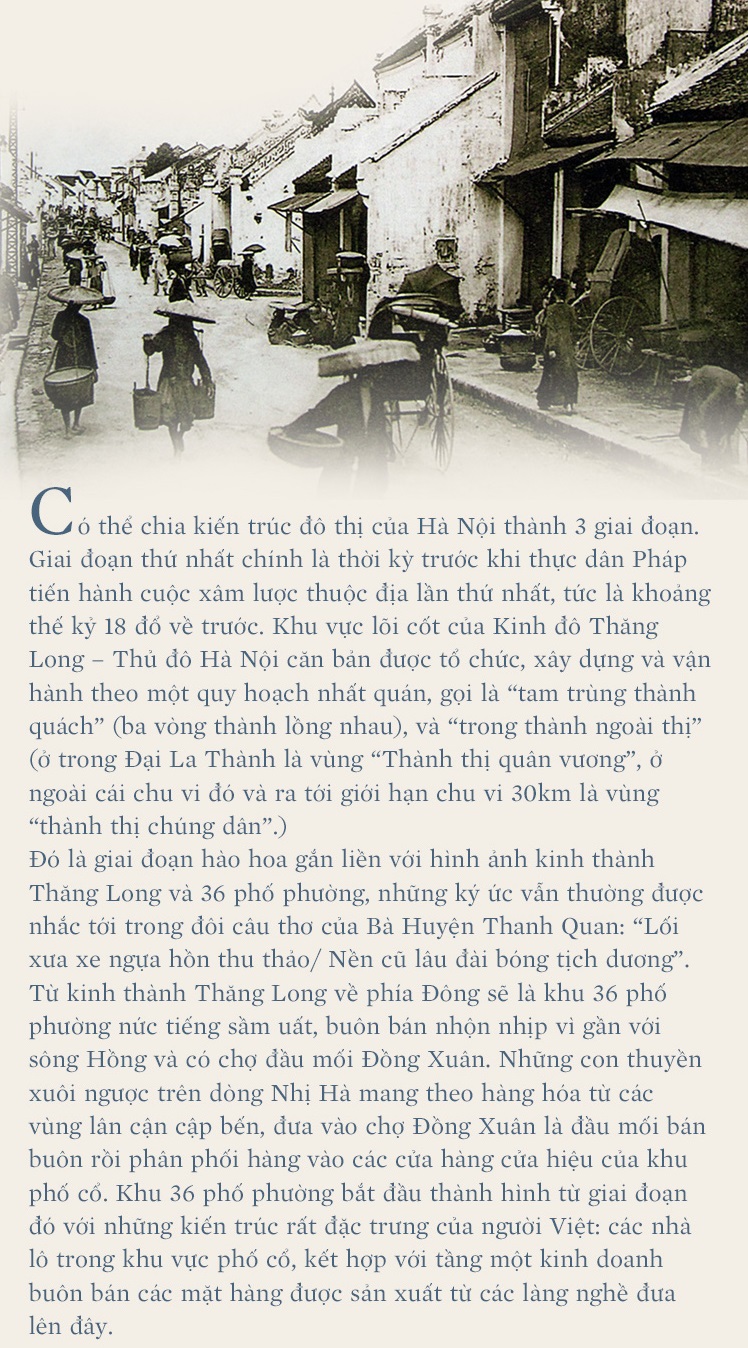 Có thể chia kiến trúc đô thị của Hà Nội thành 3 giai đoạn.
Giai đoạn thứ nhất chính là thời kỳ trước khi thực dân Pháp
tiến hành cuộc xâm lược thuộc địa lần thứ nhất, tức là khoảng
thế kỷ 18 đổ về trước. Khu vực lõi cốt của Kinh đô Thăng
Long – Thủ đô Hà Nội căn bản được tổ chức, xây dựng và vận
hành theo một quy hoạch nhất quán, gọi là “tam trùng thành
quách” (ba vòng thành lồng nhau), và “trong thành ngoài thị”
(ở trong Đại La Thành là vùng “Thành thị quân vương”, ở
ngoài cái chu vi đó và ra tới giới hạn chu vi 30km là vùng
“thành thị chúng dân”.)
Đó là giai đoạn hào hoa gắn liền với hình ảnh kinh thành
Thăng Long và 36 phố phường, những ký ức vẫn thường được
nhắc tới trong đôi câu thơ của Bà Huyện Thanh Quan: “Lối
xưa xe ngựa hồn thu thảo/ Nền cũ lâu đài bóng tịch dương”.
Từ kinh thành Thăng Long về phía Đông sẽ là khu 36 phố
phường nức tiếng sầm uất, buôn bán nhộn nhịp vì gần với
sông Hồng và có chợ đầu mối Đồng Xuân. Những con thuyền
xuôi ngược trên dòng Nhị Hà mang theo hàng hóa từ các
vùng lân cận cập bến, đưa vào chợ Đồng Xuân là đầu mối bán
buôn rồi phân phối hàng vào các cửa hàng cửa hiệu của khu
phố cổ. Khu 36 phố phường bắt đầu thành hình từ giai đoạn
đó với những kiến trúc rất đặc trưng của người Việt: các nhà
lô trong khu vực phố cổ, kết hợp với tầng một kinh doanh
buôn bán các mặt hàng được sản xuất từ các làng nghề đưa
lên đây.